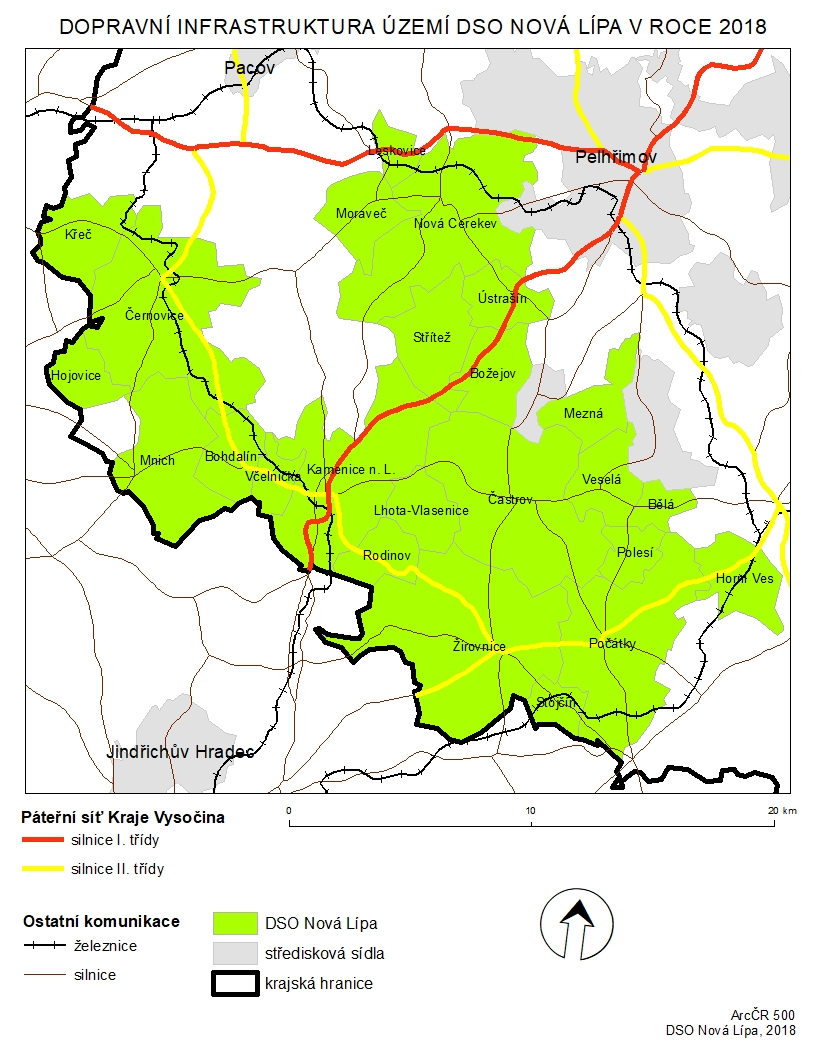 DOPRAVNÍ INFRASTRUKTURA ÚZEMÍ DSO NOVÁ LÍPA V ROCE 2018
Pacov
Leskovice
Pelhřimov
Moraveč
Nová Cerekev
Křeč
Ústrašín
Černovice
Střítež
Božejov
Hojovice
Mezná
Mnich
Bohdalín
Včelnička
Kamenice n. L.
Veselá
Častrov
Bělá
Lhota-Vlasenice
Rodinov
Polesí
Horní Ves
Žirovnice
Počátky
Stojčín
Jindřichův Hradec
Páteřní síť Kraje Vysočina
0 10 20 km
silnice I. třídy
silnice II. třídy
Ostatní komunikace
železnice
silnice
DSO Nová Lípa
středisková sídla
krajská hranice
ArcČR 500
DSO Nová Lípa, 2018